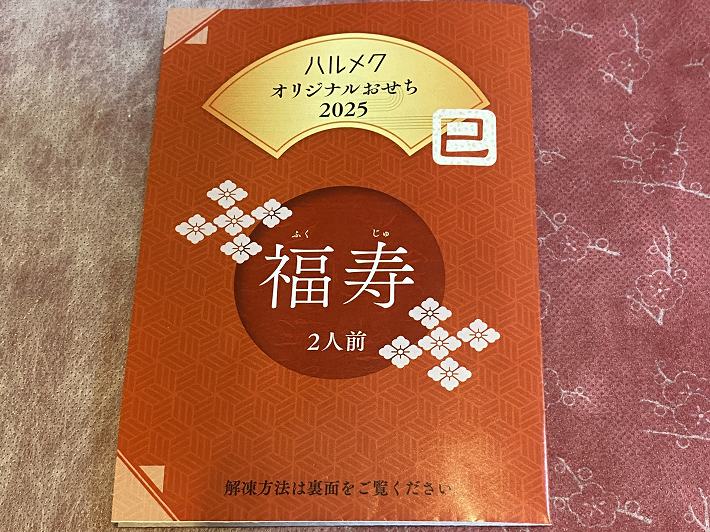 ハルメク
オリジナルおせち
2025
巳
ふく じゅ
福寿
2人前
解凍方法は裏面をご覧ください